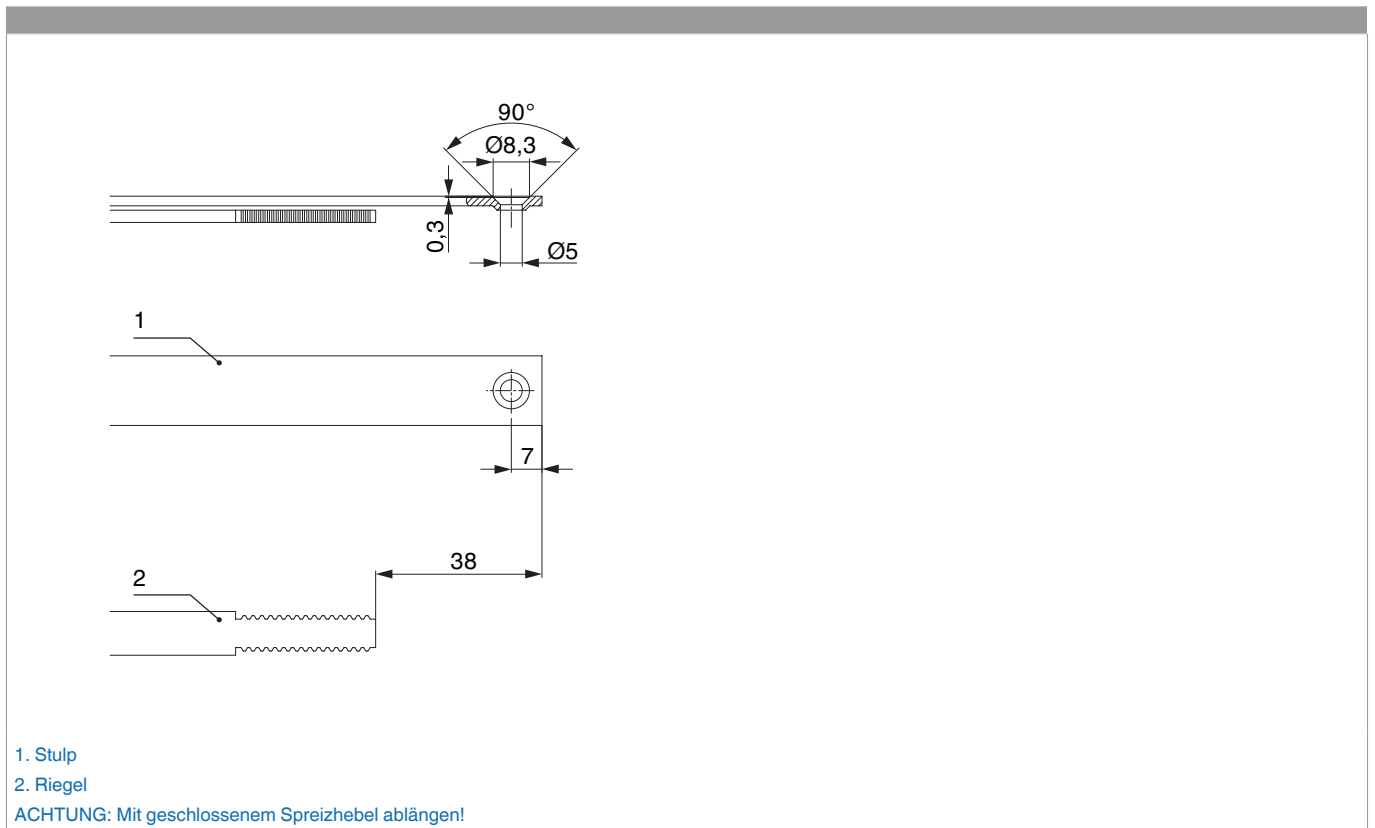 90°
Ø8,3
0,3
Ø5
1
7
38
2
1. Stulp
2. Riegel
ACHTUNG: Mit geschlossenem Spreizhebel ablängen!